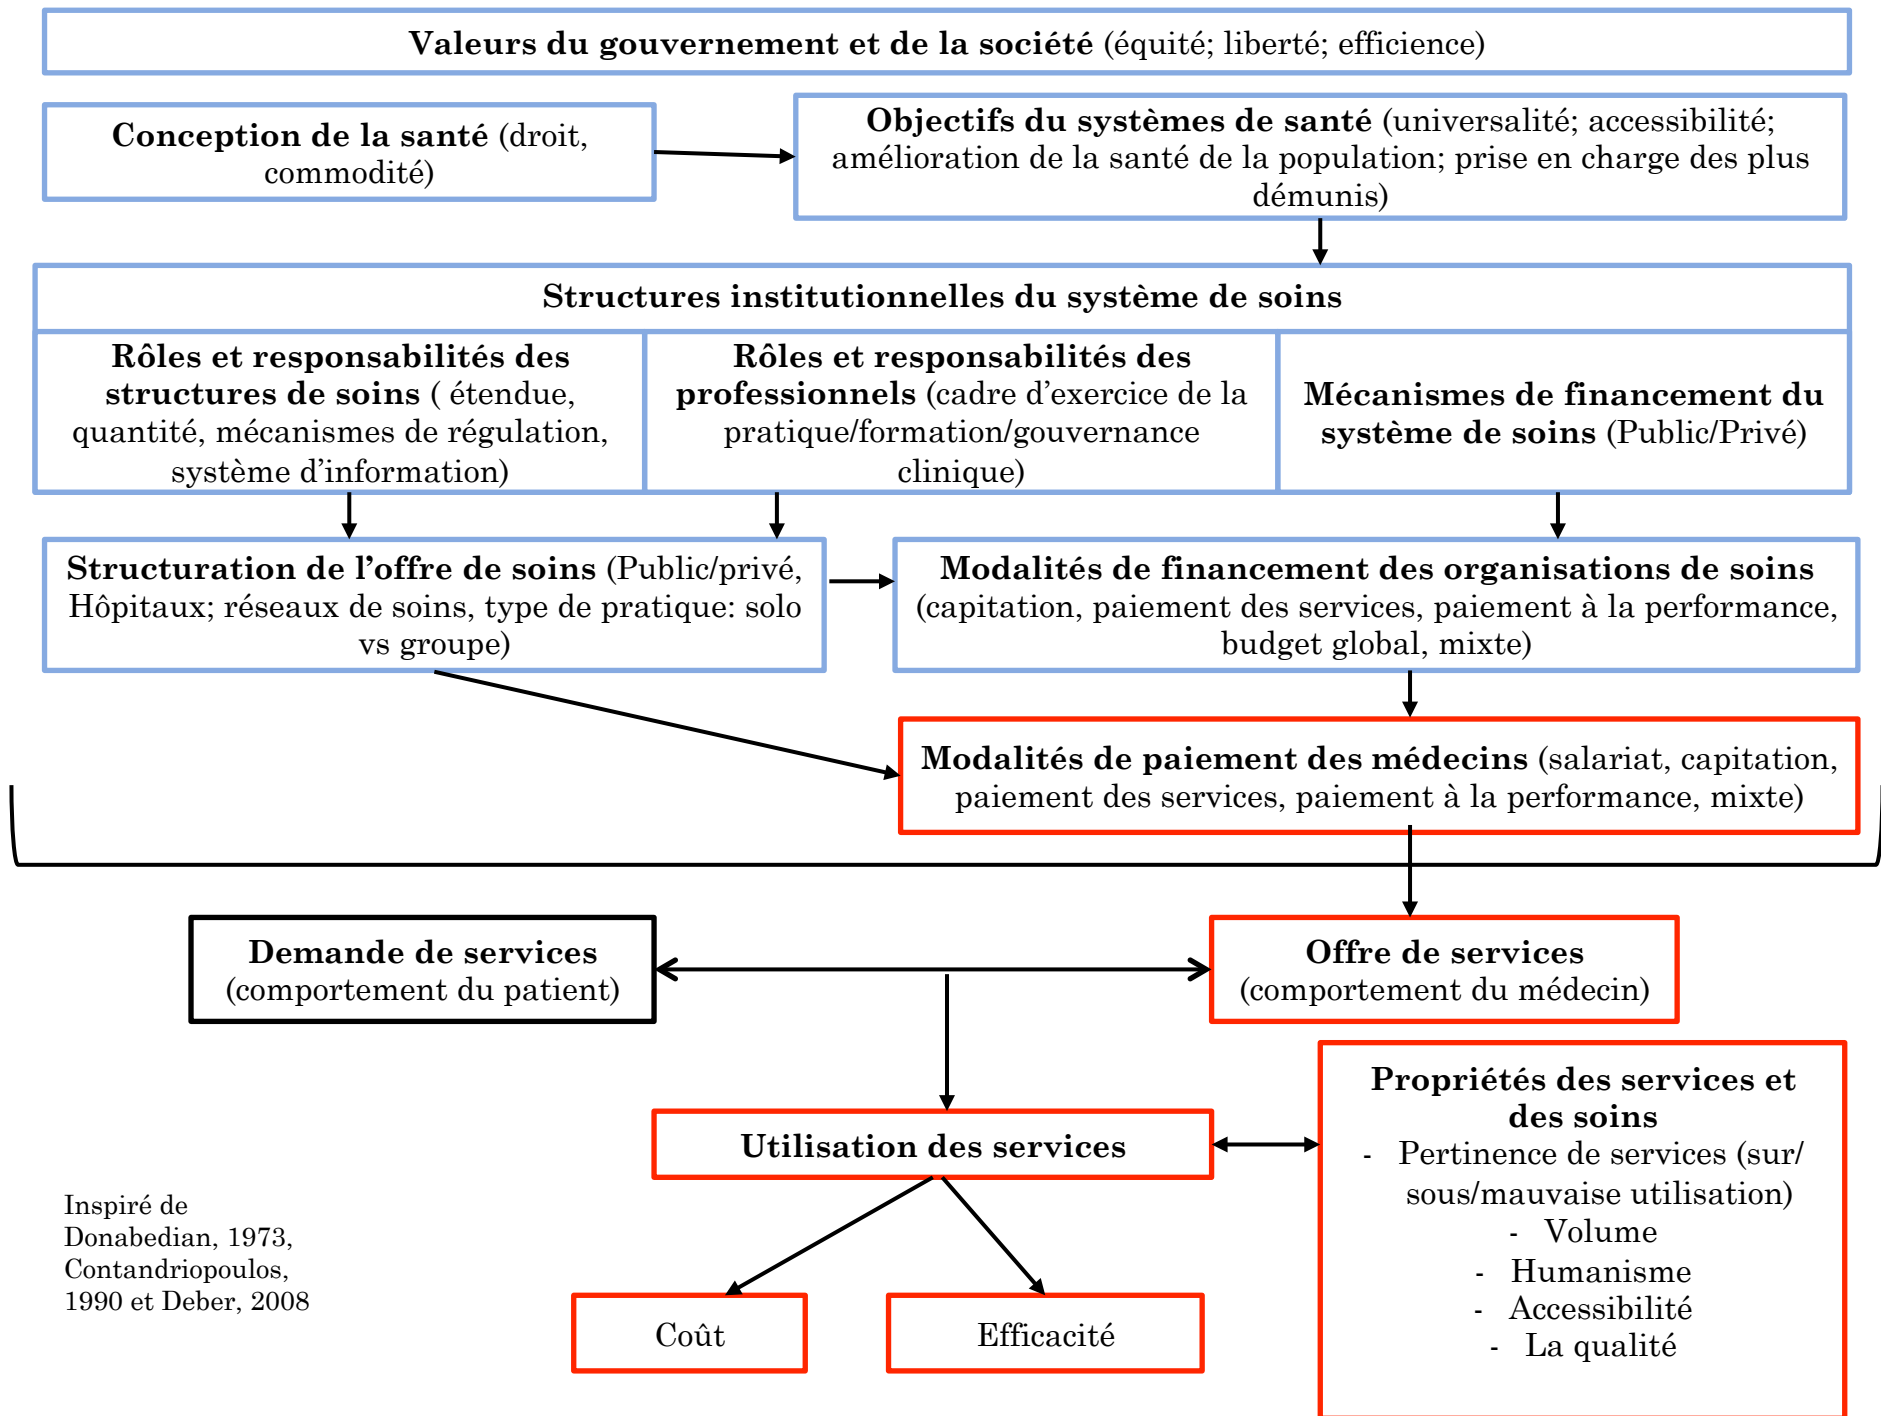 Valeurs du gouvernement et de la société (équité; liberté; efficience)
Conception de la santé (droit,
commodité)
Objectifs du systèmes de santé (universalité; accessibilité;
amélioration de la santé de la population; prise en charge des plus
démunis)
Structures institutionnelles du système de soins
Rôles et responsabilités des
structures de soins ( étendue,
quantité, mécanismes de régulation,
système d'information)
Rôles et responsabilités des
professionnels (cadre d'exercice de la
pratique/formation/gouvernance
clinique)
Mécanismes de financement du
système de soins (Public/Privé)
Structuration de l'offre de soins (Public/privé,
Hôpitaux; réseaux de soins, type de pratique: solo
vs groupe)
Modalités de financement des organisations de soins
(capitation, paiement des services, paiement à la performance,
budget global, mixte)
Modalités de paiement des médecins (salariat, capitation,
paiement des services, paiement à la performance, mixte)
Demande de services
(comportement du patient)
Offre de services
(comportement du médecin)
Utilisation des services
Propriétés des services et
des soins
- Pertinence de services (sur/
sous/mauvaise utilisation)
- Volume
- Humanisme
- Accessibilité
- La qualité
Inspiré de
Donabedian, 1973,
Contandriopoulos,
1990 et Deber, 2008
Coût
Efficacité